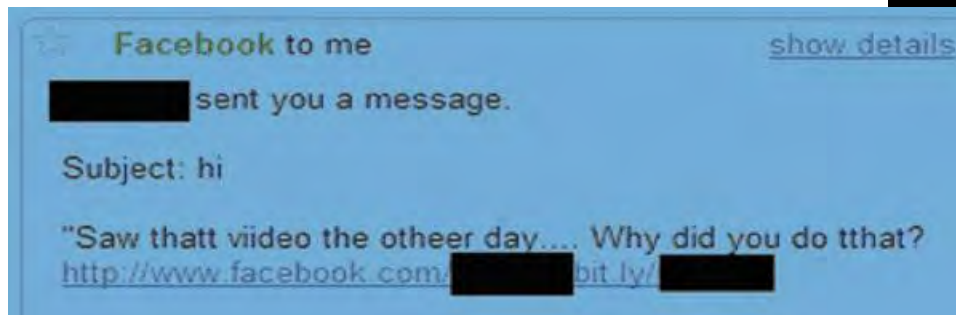 Facebook to me show details
sent you a message.
Subject: hi
"Saw thatt viideo the otheer day.... Why did you do tthat?
http://www.facebook.com/ bit.ly/